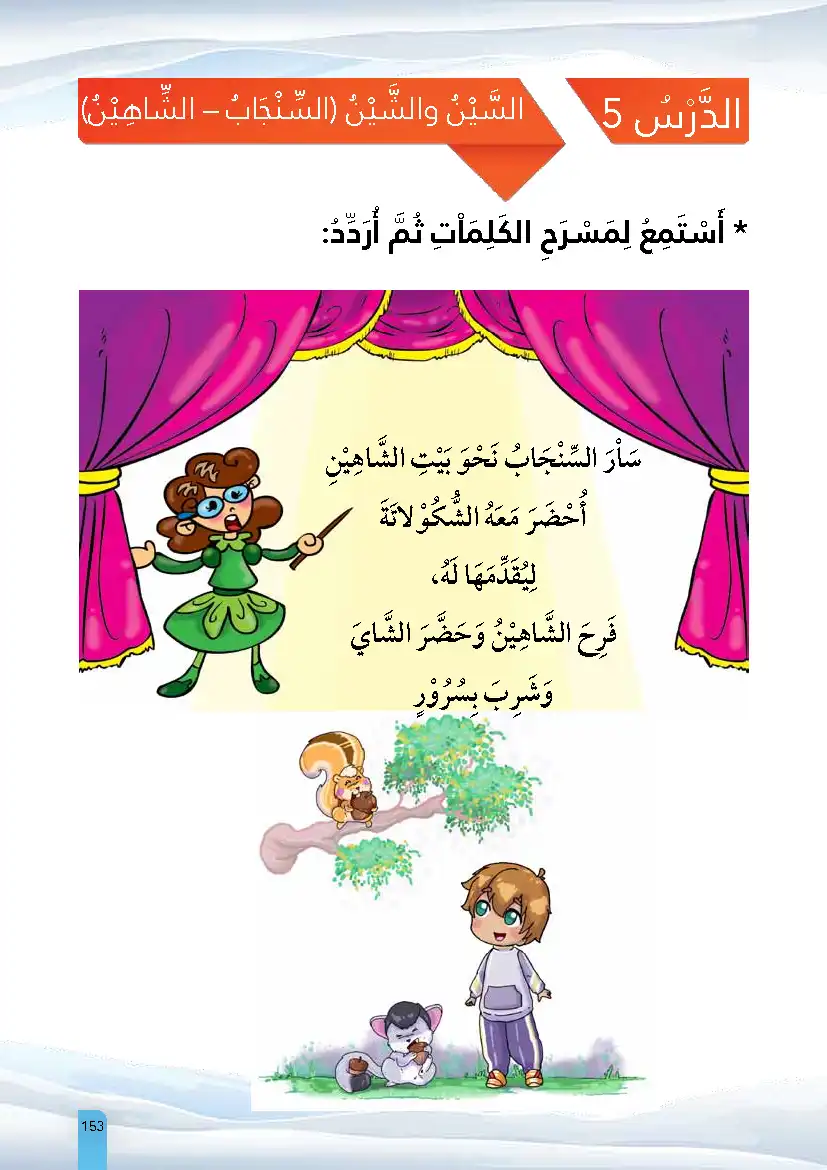 الدَّرْسُ 5
السَّيْنُ والشَّيْنُ (السِّنْجَابُ – الشِّاهِيْنُ)
* أَسْتَمِعُ لِمَسْرَحِ الكَلِمَاْتِ ثُمَّ أُرَدِّدُ:
سَاْرَ السِّنْجَابُ نَحْوَ بَيْتِ الشَّاهِيْنِ
أُحْضَرَ مَعَهُ الشُّكُوْلاتَةَ
لِيُقَدِّمَهَا لَهُ،
فَرِحَ الشَّاهِيْنُ وَحَضَّرَ الشَّايَ
وَشَرِبَ بِسُرُوْرٍ
153